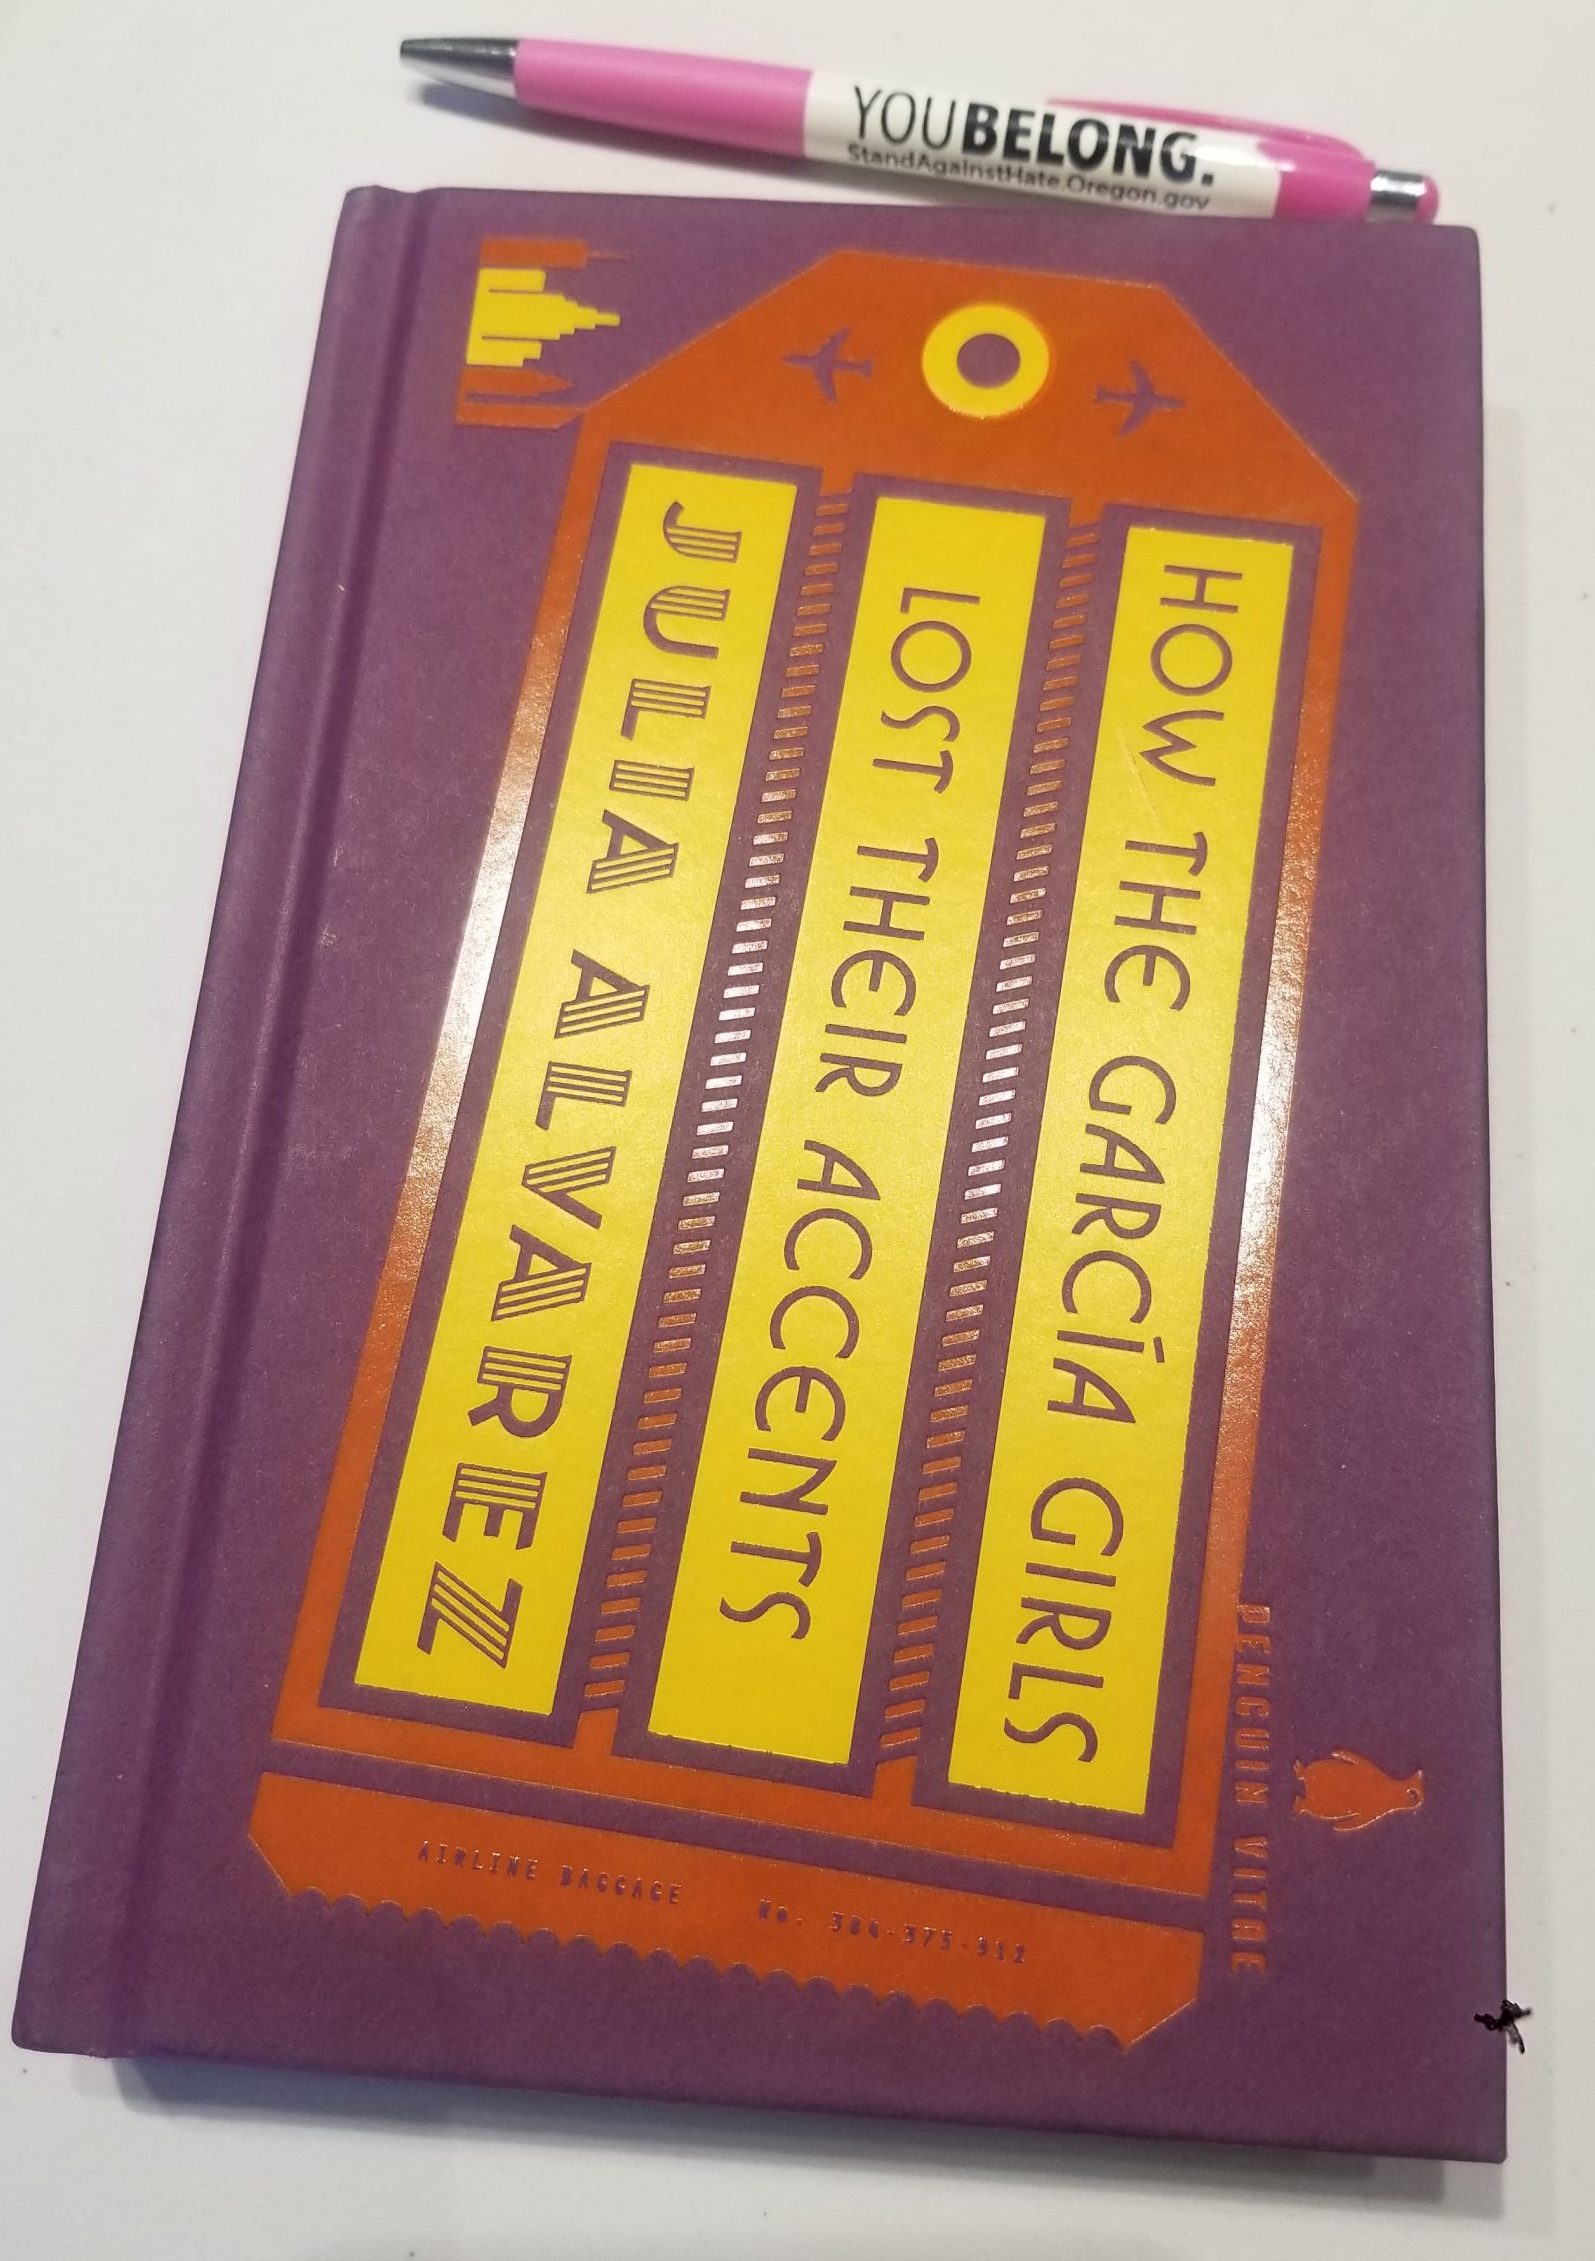 YOUBELONG.
StandAgainstHate.Oregon.gov
HOW THE GARCÍA GIRLS
LOST THEIR ACCENTS
JULIA ALVAREZ
PENGUIN VITAE
AIRLINE BAGGAGE No. 384-375-912